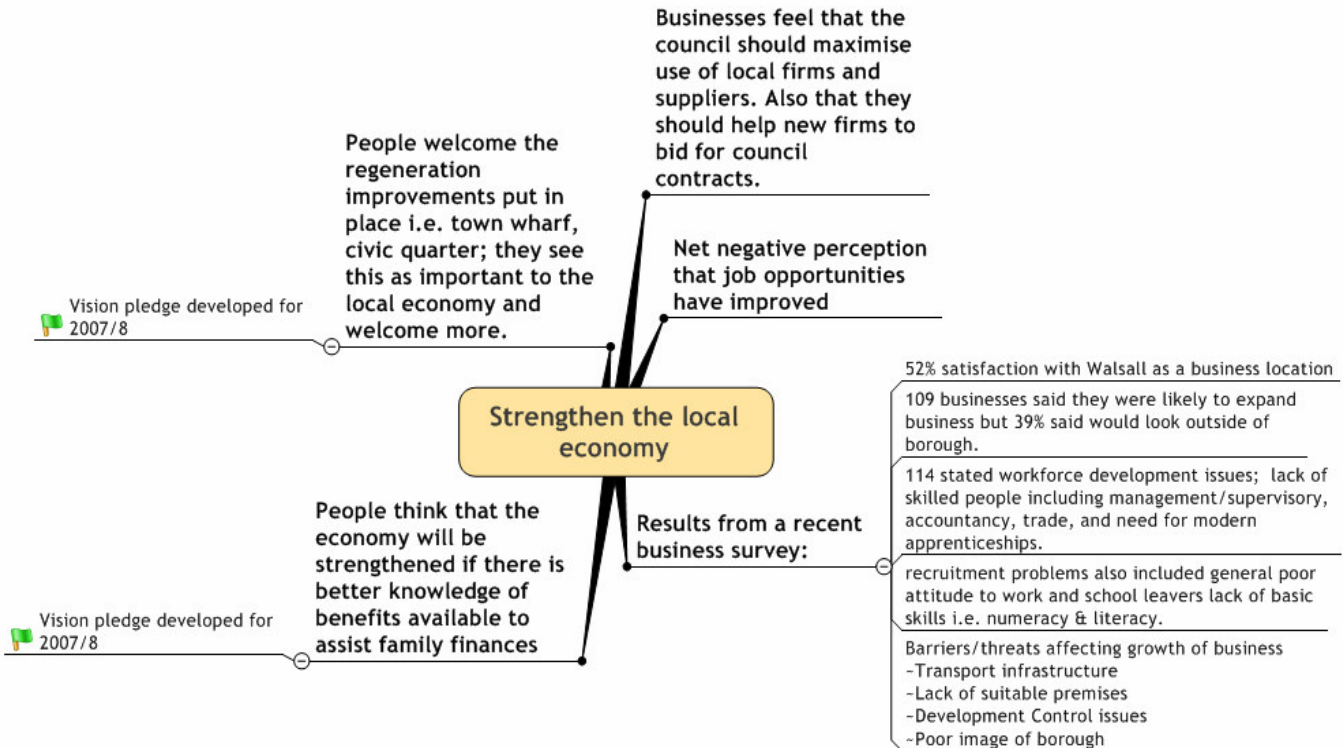 Businesses feel that the
council should maximise
use of local firms and
suppliers. Also that they
should help new firms to
bid for council
contracts.
Net negative perception
that job opportunities
have improved
People welcome the
regeneration
improvements put in
place i.e. town wharf,
civic quarter; they see
this as important to the
local economy and
welcome more.
Vision pledge developed for
2007/8
Strengthen the local
economy
People think that the
economy will be
strengthened if there is
better knowledge of
benefits available to
assist family finances
Vision pledge developed for
2007/8
Results from a recent
business survey:
52% satisfaction with Walsall as a business location
109 businesses said they were likely to expand
business but 39% said would look outside of
borough.
114 stated workforce development issues; lack of
skilled people including management/supervisory,
accountancy, trade, and need for modern
apprenticeships.
recruitment problems also included general poor
attitude to work and school leavers lack of basic
skills i.e. numeracy & literacy.
Barriers/threats affecting growth of business
~Transport infrastructure
~Lack of suitable premises
~Development Control issues
~Poor image of borough